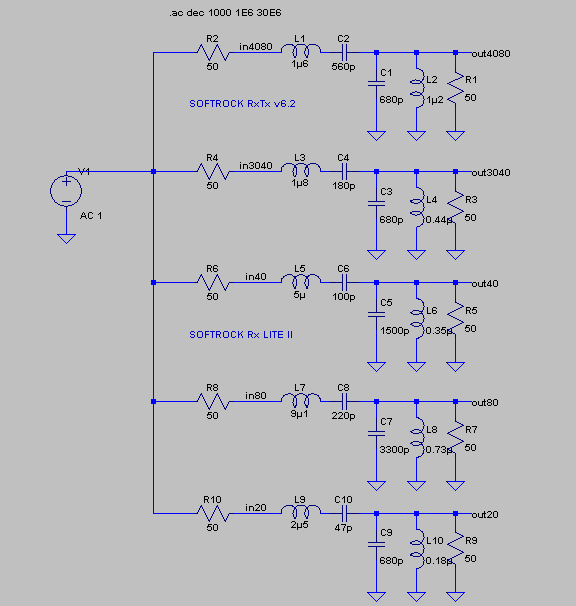 .ac dec 1000 1E6 30E6
R2 in4080 L1 C2
50 1µ6 560p
C1 L2 R1 out4080
680p 1µ2 50
SOFTROCK RxTx v6.2
V1
AC 1
R4 in3040 L3 C4
50 1µ8 180p
C3 L4 R3 out3040
680p 0.44µ 50
R6 in40 L5 C6
50 5µ 100p
C5 L6 R5 out40
1500p 0.35µ 50
SOFTROCK Rx LITE II
R8 in80 L7 C8
50 9µ1 220p
C7 L8 R7 out80
3300p 0.73µ 50
R10 in20 L9 C10
50 2µ5 47p
C9 L10 R9 out20
680p 0.18µ 50